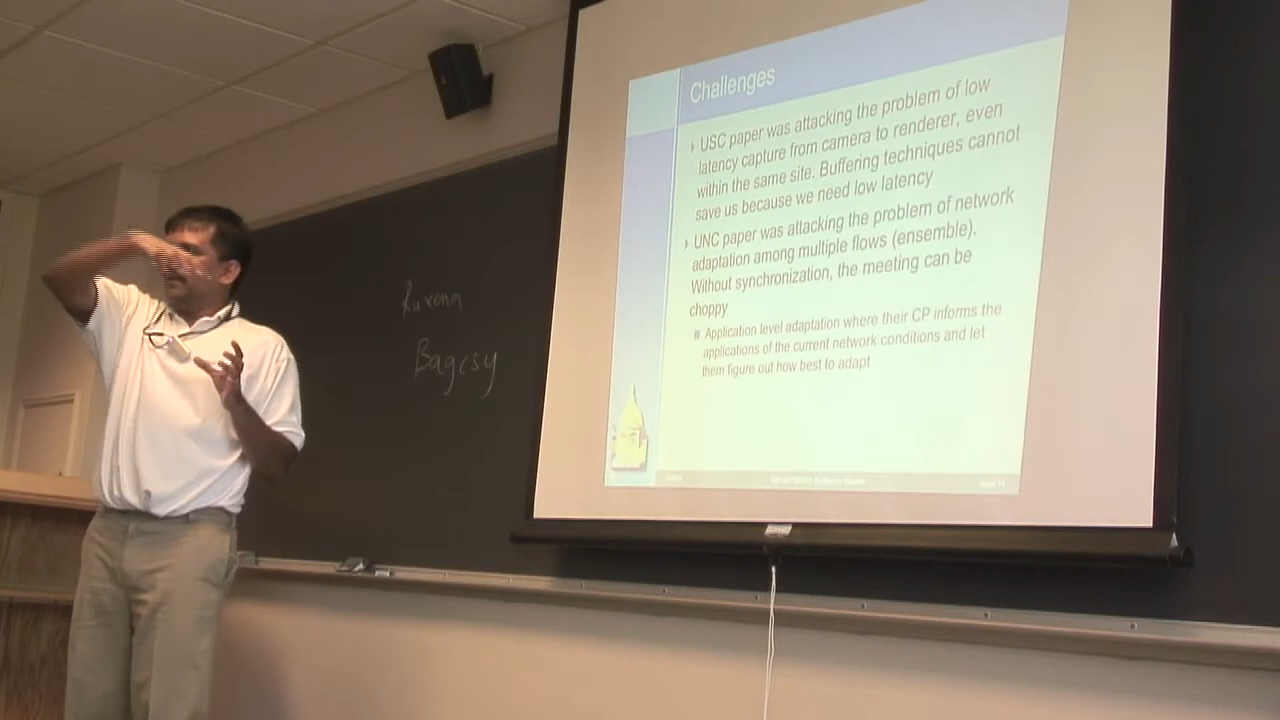 Challenges
USC paper was attacking the problem of low
latency capture from camera to renderer, even
within the same site. Buffering techniques cannot
save us because we need low latency
UNC paper was attacking the problem of network
adaptation among multiple flows (ensemble).
Without synchronization, the meeting can be
choppy
Application level adaptation where their CP informs the
applications of the current network conditions and let
them figure out how best to adapt
Ruxena
Bagcsy